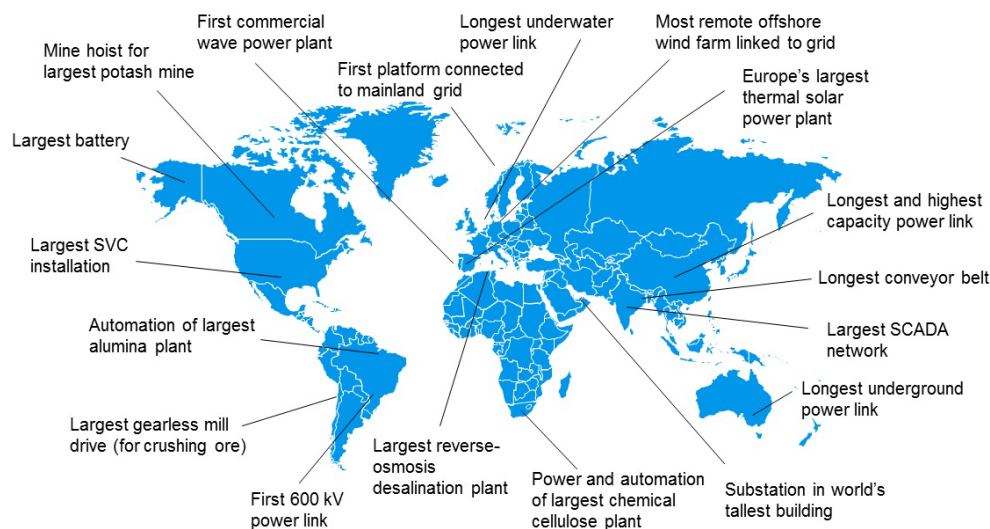 First commercial
wave power plant
Longest underwater
power link
Most remote offshore
wind farm linked to grid
Mine hoist for
largest potash mine
First platform connected
to mainland grid
Europe's largest
thermal solar
power plant
Largest battery
Longest and highest
capacity power link
Largest SVC
installation
Longest conveyor belt
Automation of largest
alumina plant
Largest SCADA
network
Longest underground
power link
Largest gearless mill
drive (for crushing ore)
Largest reverse-
osmosis
desalination plant
First 600 kV
power link
Power and automation
of largest chemical
cellulose plant
Substation in world's
tallest building